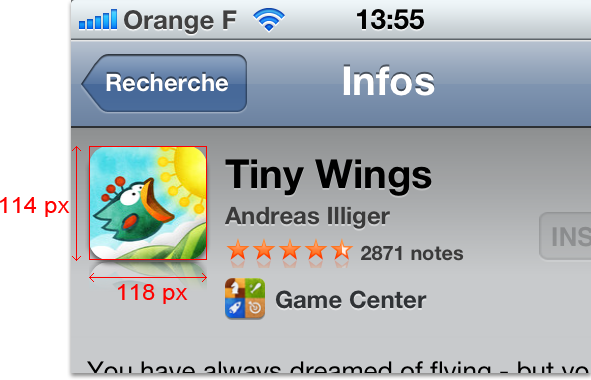 Orange F 13:55
Recherche Infos
114 px
Tiny Wings
Andreas Illiger
INS
2871 notes
118 px
Game Center
You have always dreamed of flying - but yo